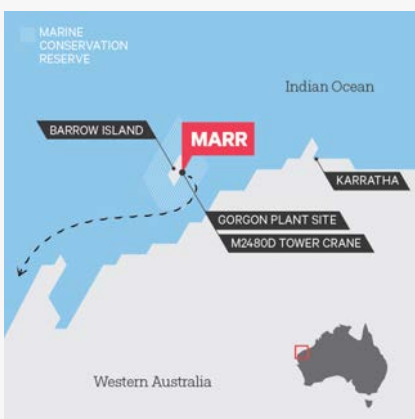 MARINE
CONSERVATION
RESERVE
Indian Ocean
BARROW ISLAND
MARR
KARRATHA
GORGON PLANT SITE
M2480D TOWER CRANE
Western Australia